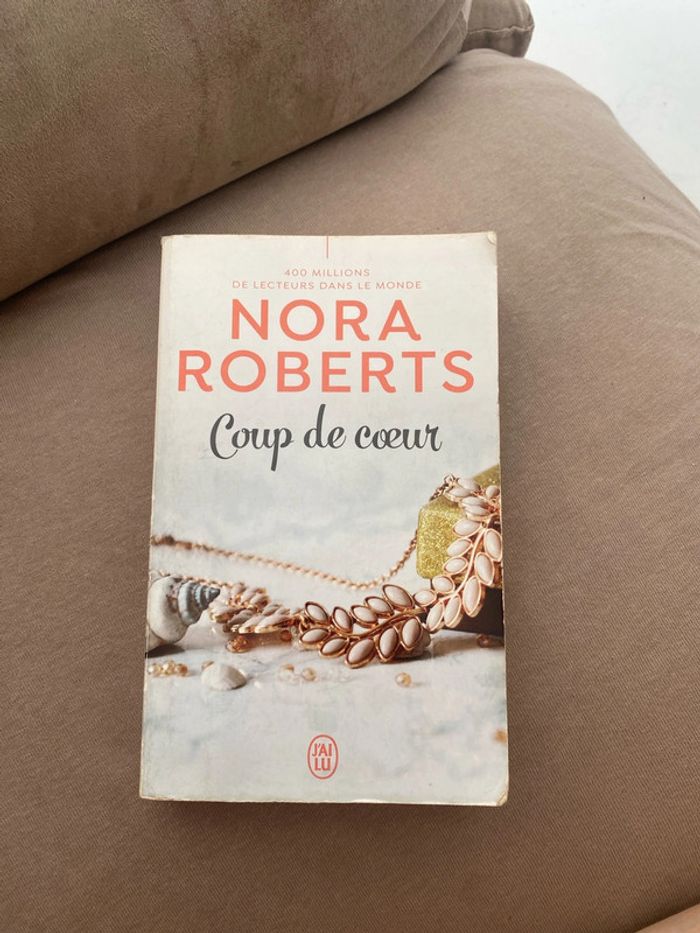 400 MILLIONS
DE LECTEURS DANS LE MONDE
NORA
ROBERTS
Coup de cœur
J'AI
LU